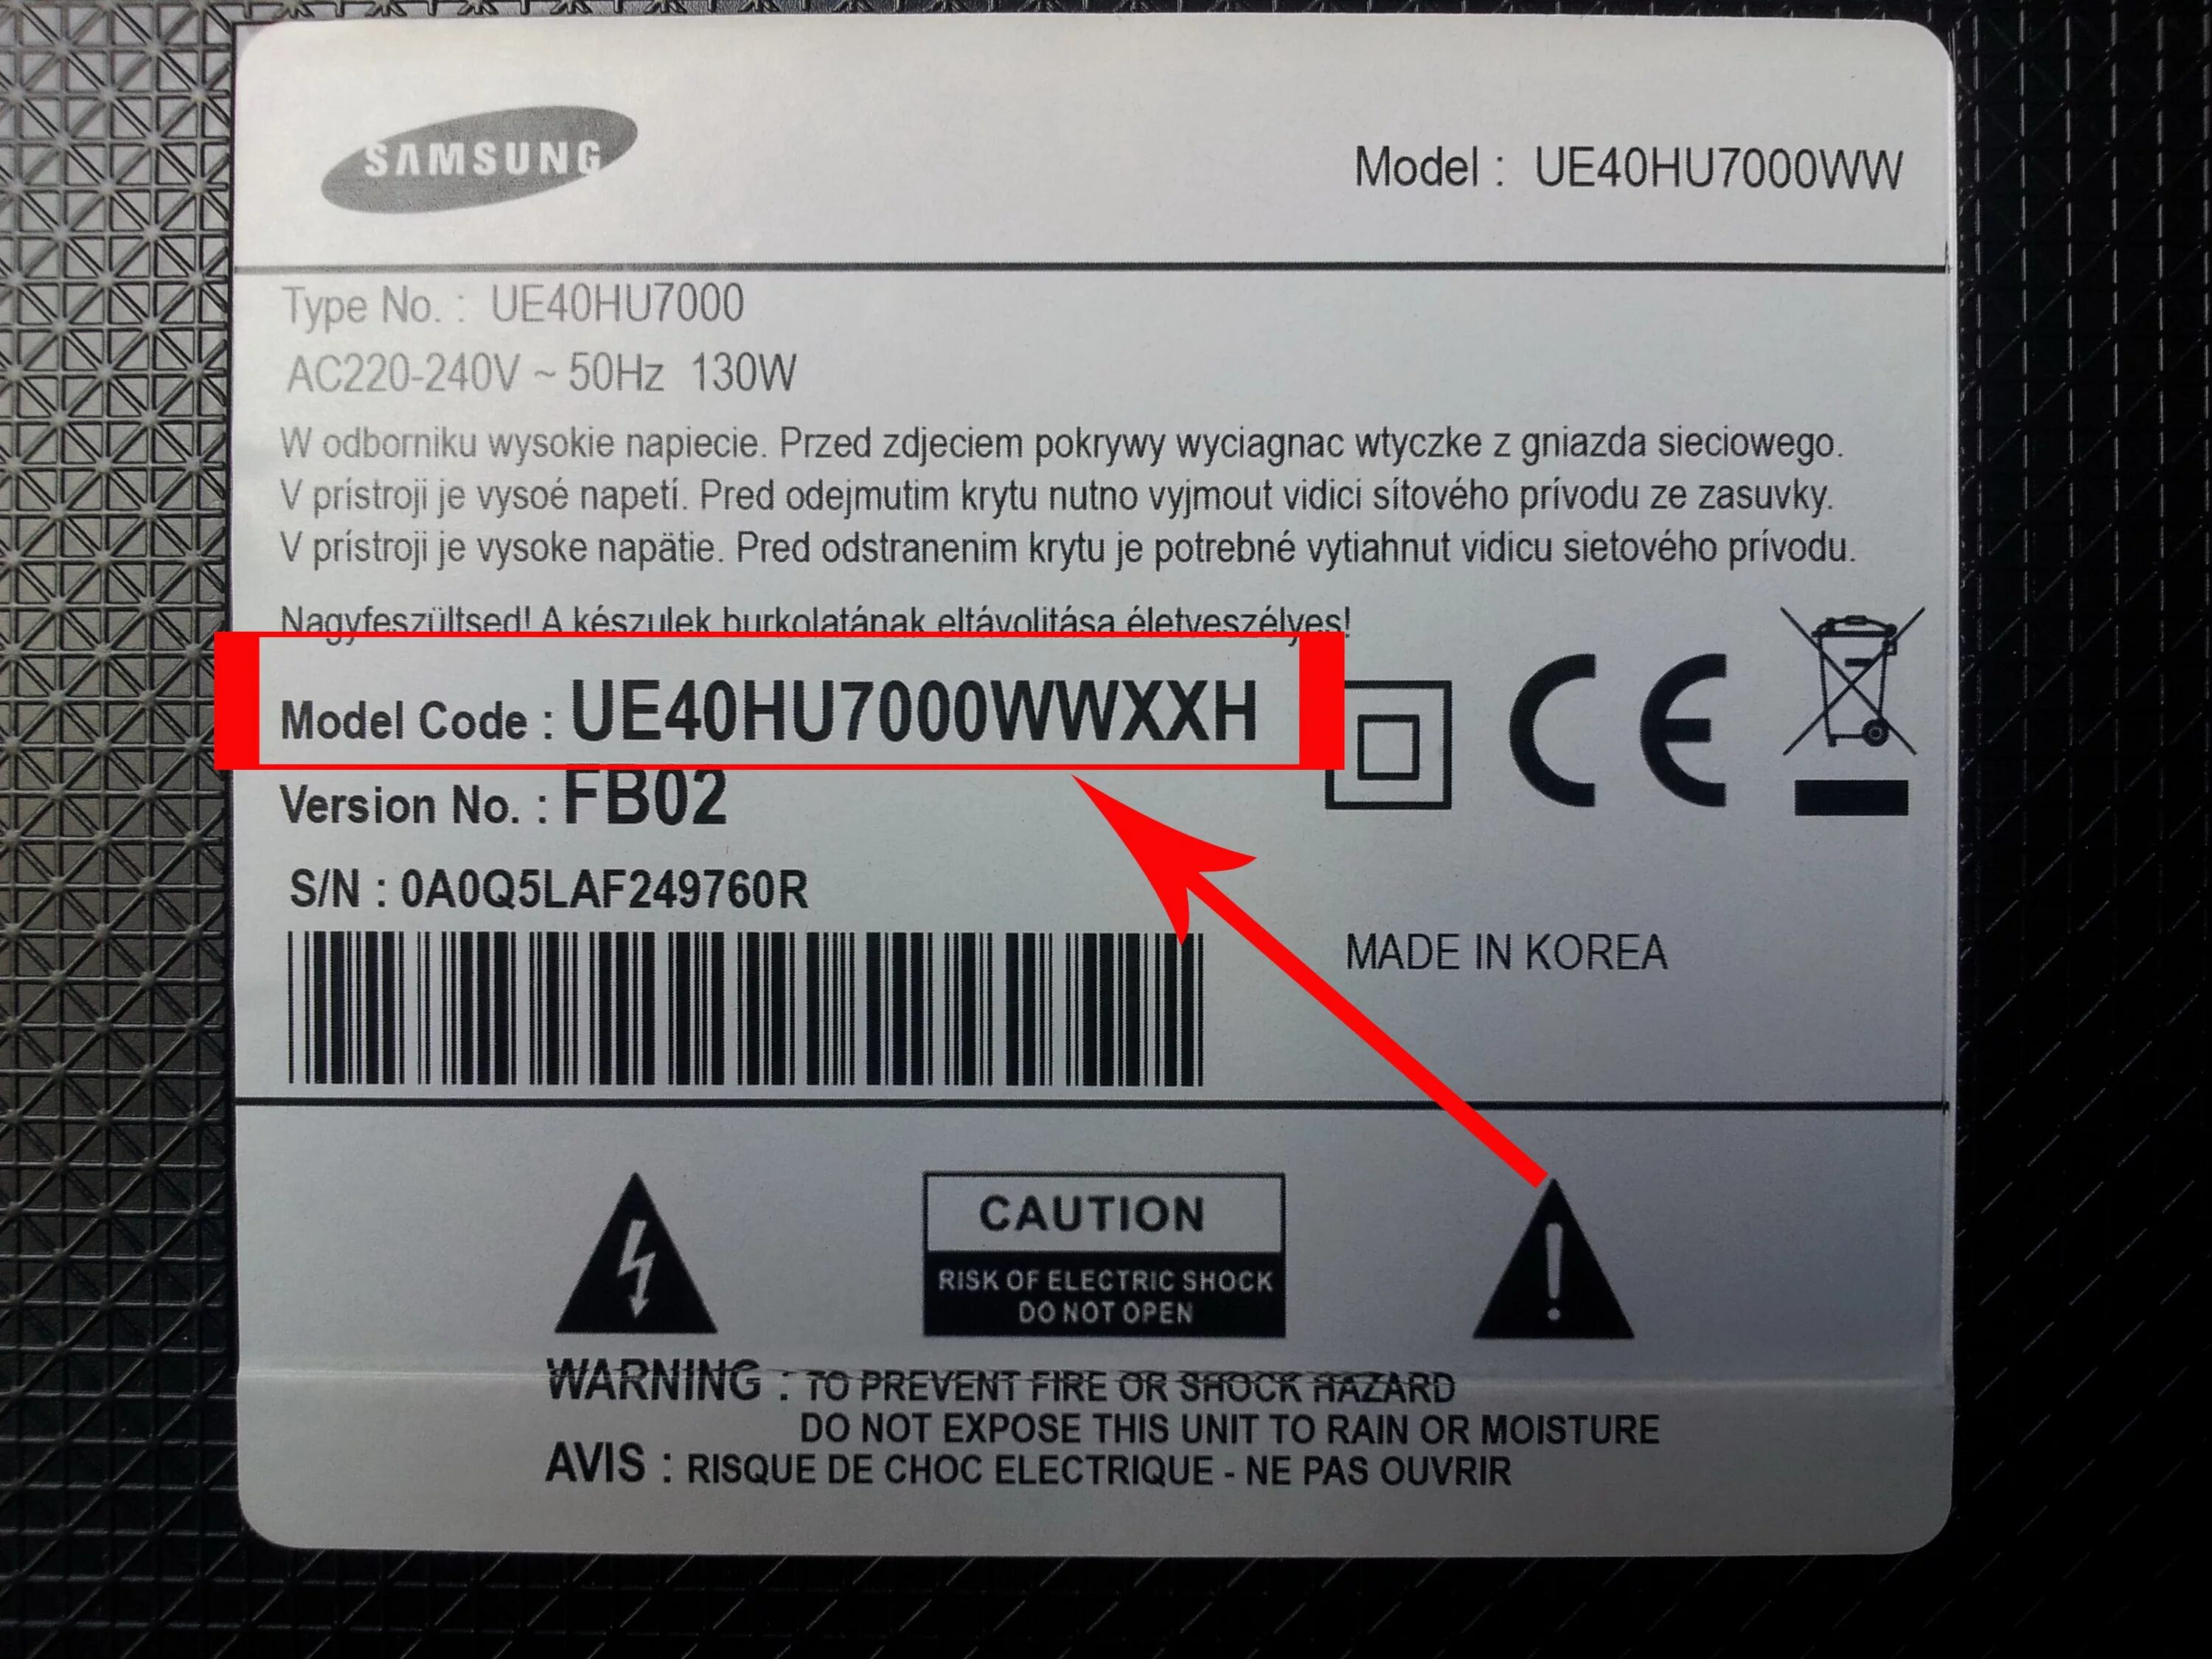 SAMSUNG
Model : UE40HU7000WW
Type No. : UE40HU7000
AC220-240V ~ 50Hz 130W
W odborniku wysokie napiecie. Przed zdjeciem pokrywy wyciagnac wtyczke z gniazda sieciowego.
V prístroji je vysoé napetí. Pred odejmutim krytu nutno vyjmout vidici sítového prívodu ze zasuvky.
V prístroji je vysoke napätie. Pred odstranenim krytu je potrebné vytiahnut vidicu sietového prívodu.
Nagyfeszültsed! A készulek burkolatának eltávolitása életveszélyes!
Model Code : UE40HU7000WWXXH
Version No. : FB02
CE
S/N : 0A0Q5LAF249760R
MADE IN KOREA
CAUTION
RISK OF ELECTRIC SHOCK
DO NOT OPEN
WARNING : TO PREVENT FIRE OR SHOCK HAZARD
DO NOT EXPOSE THIS UNIT TO RAIN OR MOISTURE
AVIS : RISQUE DE CHOC ELECTRIQUE - NE PAS OUVRIR